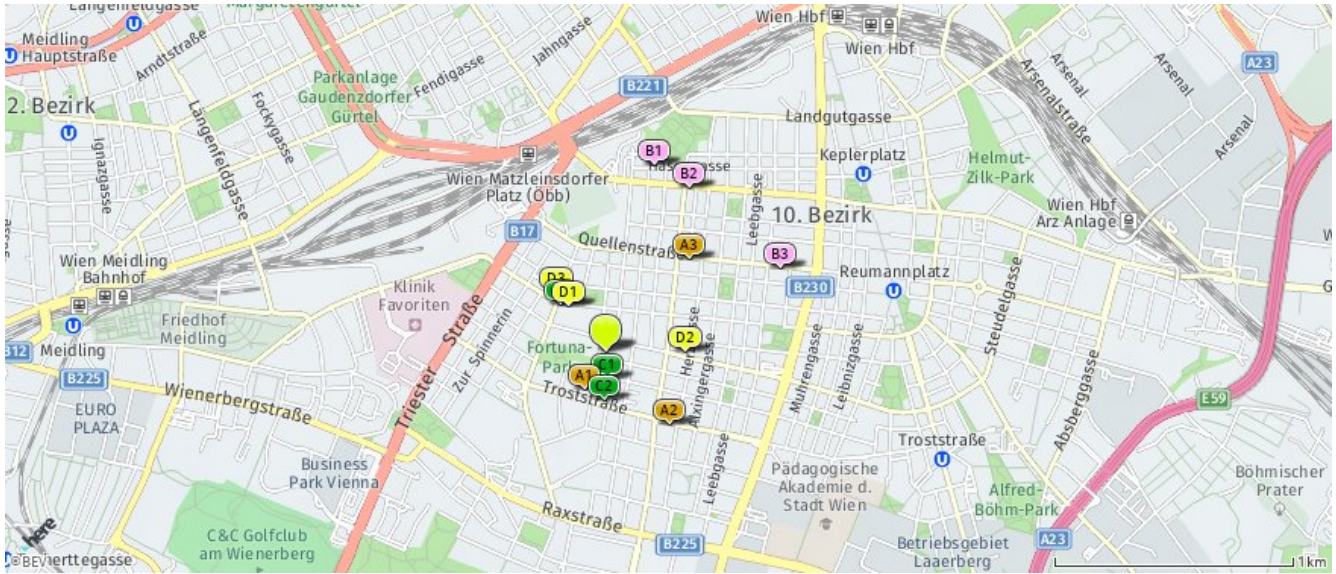 Langenfeldgasse
Margaretengürtel
Wien Hbf
Wien Hbf
Meidling
Hauptstraße
Arndtstraße
Jahngasse
Fendigasse
Parkanlage
Gaudenzdorfer
Gürtel
B221
A23
Arsenal
Arsenal
Arsenal
Arsenalstraße
2. Bezirk
Fockygasse
Längenfeldgasse
Ignazgasse
Landgutgasse
B1
B2
Keplerplatz
Helmut-
Zilk-Park
Wien Matzleinsdorfer
Platz (Öbb)
Leebgasse
10. Bezirk
Wien Hbf
Arz Anlage
B17
Quellenstraße
A3
B3
Wien Meidling
Bahnhof
Klinik
Favoriten
D3
D1
Reumannplatz
B230
Steudelgasse
Friedhof
Meidling
Triester Straße
Zur Spinnerin
Meidling
B12
B225
Fortuna-
Park
D2
C1
A1
C2
Troststraße
A2
Muhrengasse
Leibnizgasse
Absberggasse
E59
Wienerbergstraße
EURO
PLAZA
Business
Park Vienna
Leebgasse
Troststraße
Pädagogische
Akademie d.
Stadt Wien
Böhmischer
Prater
Alfred-
Böhm-Park
Raxstraße
C&C Golfclub
am Wienerberg
B225
Betriebsgebiet
Laaerberg
A23
here
©BEV
1km